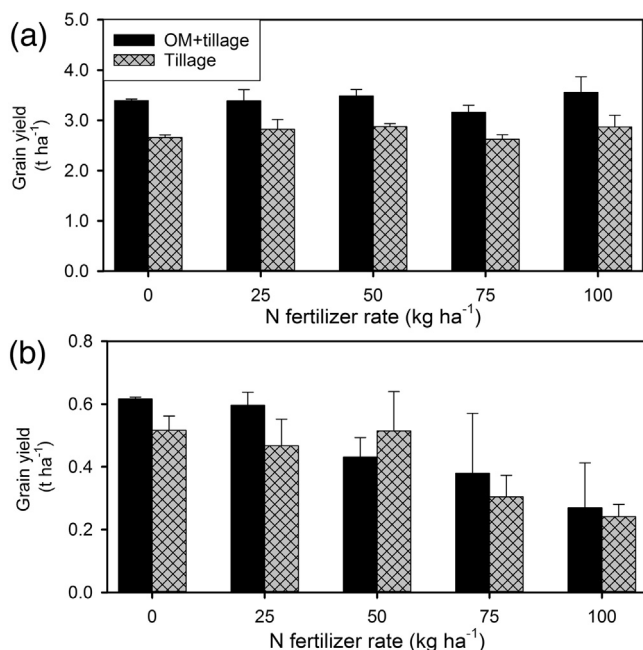 (a)
OM+tillage
Tillage
Grain yield
(t ha⁻¹)
5.0
4.0
3.0
2.0
1.0
0.0
0 25 50 75 100
N fertilizer rate (kg ha⁻¹)
(b)
Grain yield
(t ha⁻¹)
0.8
0.6
0.4
0.2
0.0
0 25 50 75 100
N fertilizer rate (kg ha⁻¹)